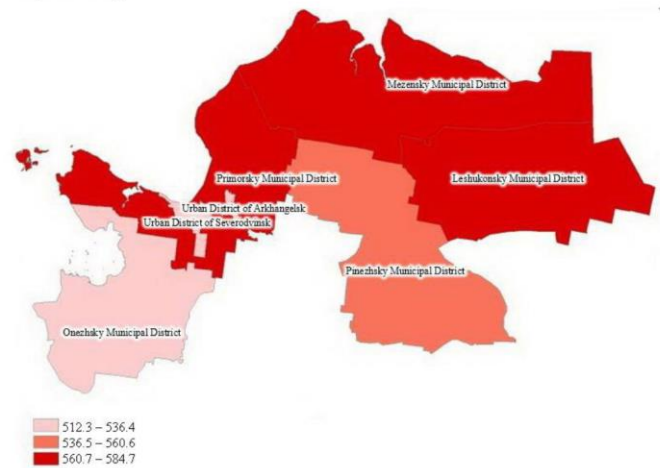 Mezensky Municipal District
Primorsky Municipal District
Leshukonsky Municipal District
Urban District of Arkhangelsk
Urban District of Severodvinsk
Pinezhsky Municipal District
Onezhsky Municipal District
512.3 – 536.4
536.5 – 560.6
560.7 – 584.7